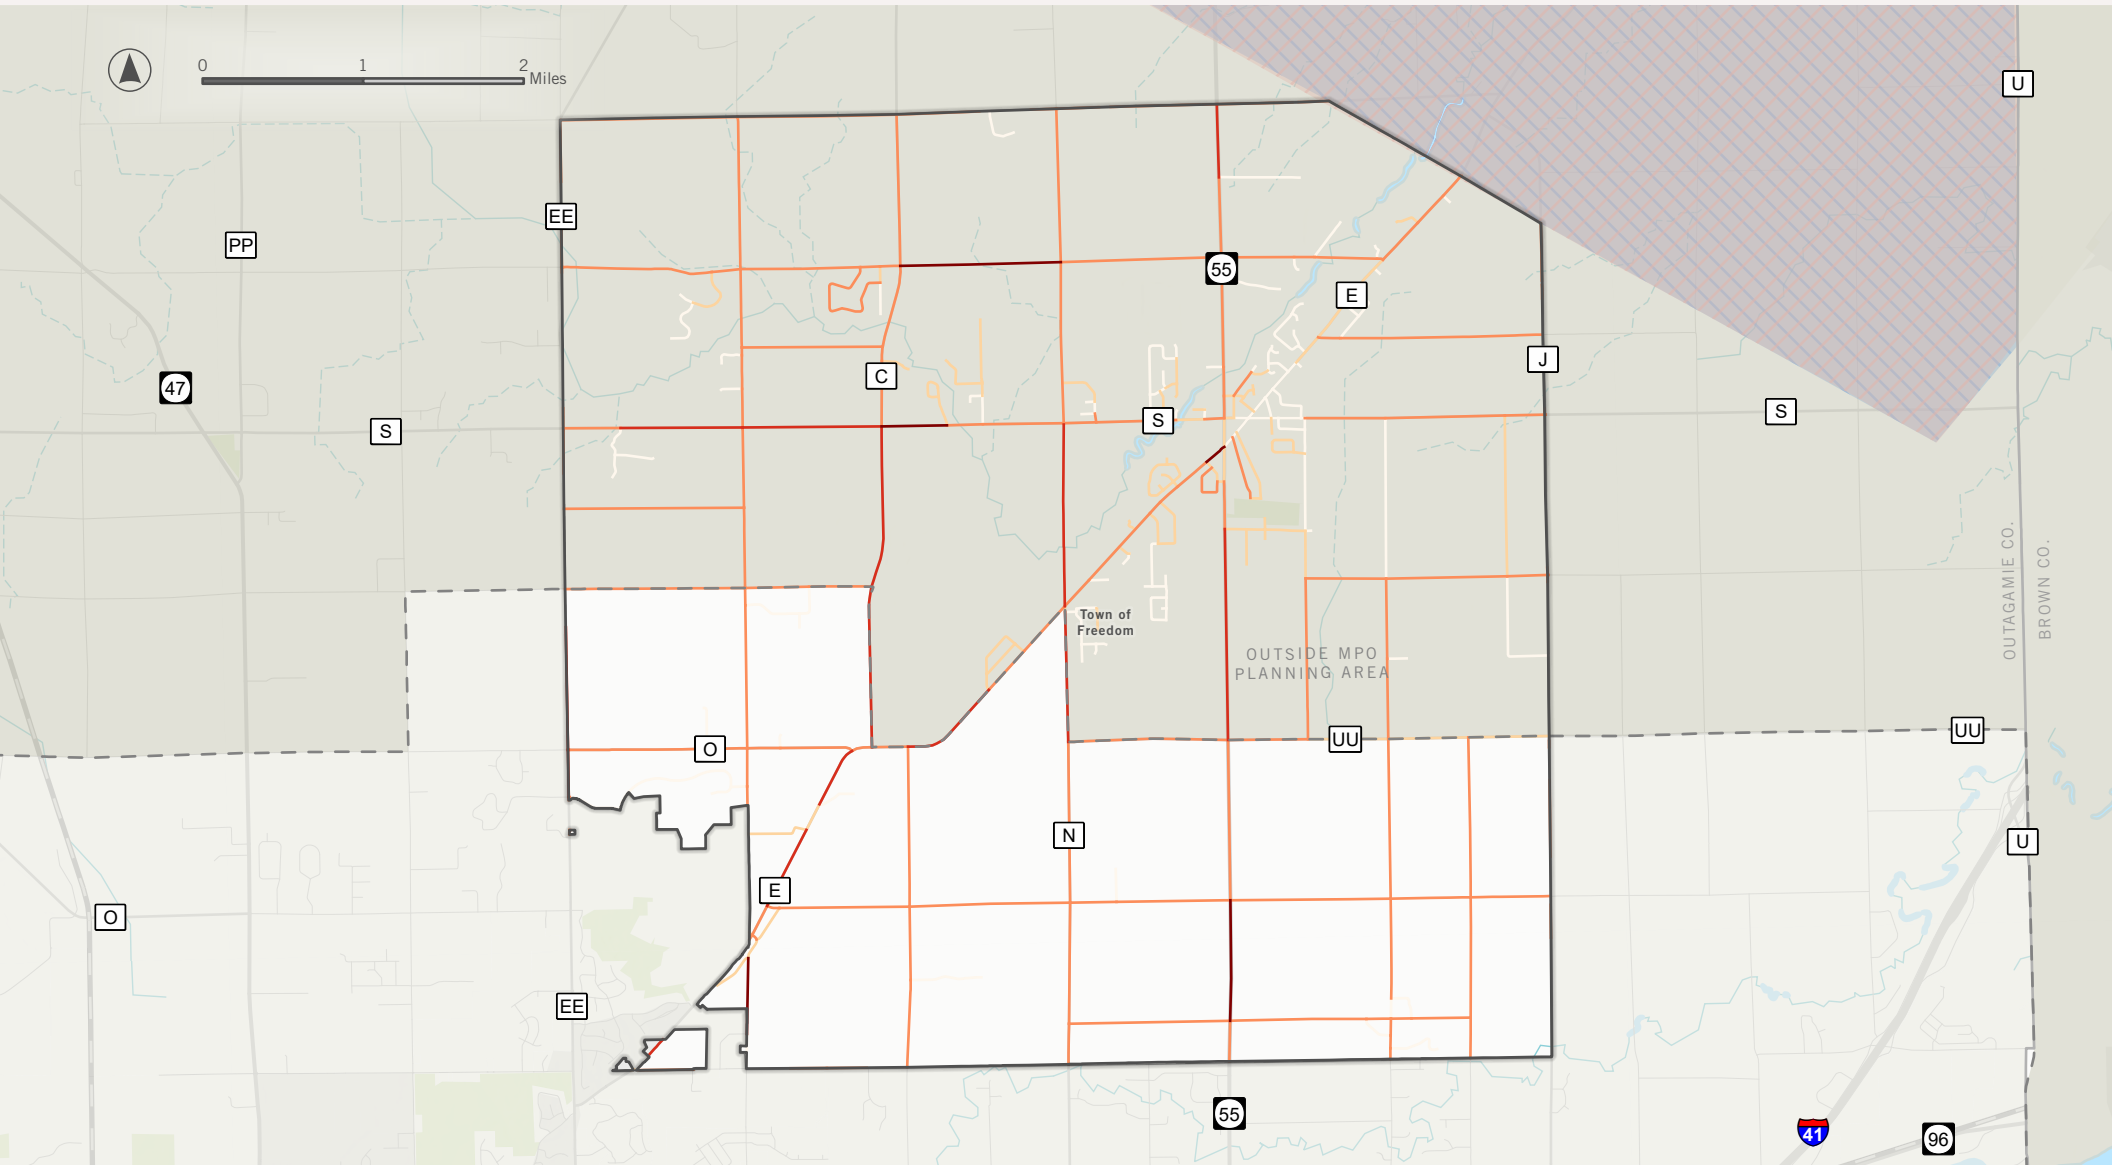 0 1 2
Miles
U
EE
PP
55
E
J
47
C
S
S
S
OUTAGAMIE CO.
BROWN CO.
Town of
Freedom
OUTSIDE MPO
PLANNING AREA
O
UU
UU
N
U
E
O
EE
55
41
96